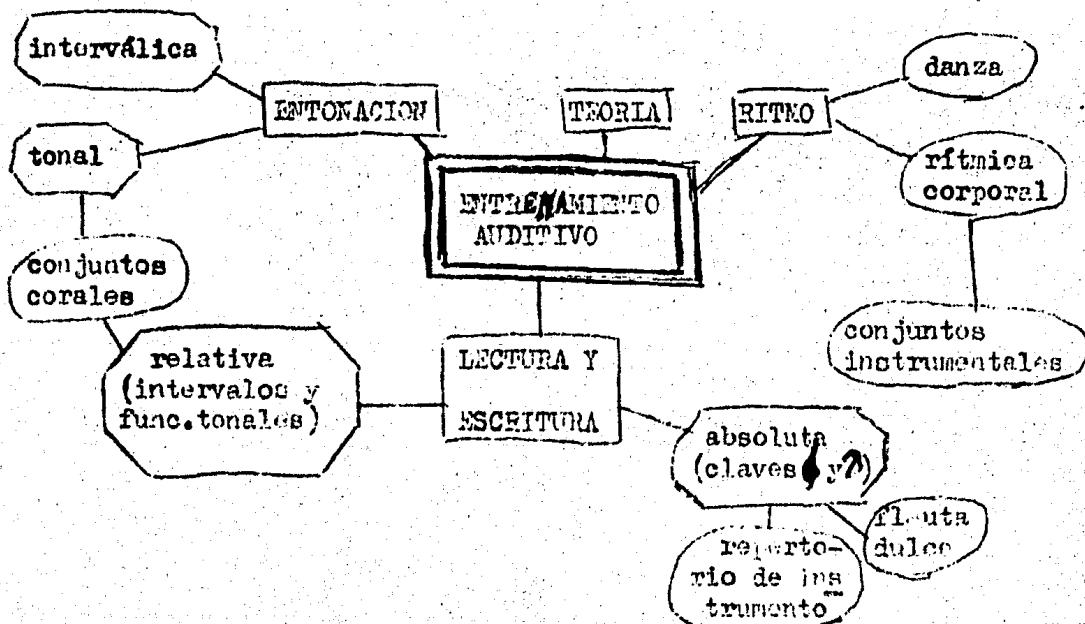 interválica
danza
ENTONACION
TEORIA
RITMO
tonal
rítmica
corporal
ENTRENAMIENTO
AUDITIVO
conjuntos
corales
conjuntos
instrumentales
relativa
(intervalos y
func.tonales)
LECTURA Y
ESCRITURA
absoluta
(claves y )
flauta
dulce
reperto-
rio de ins
trumento